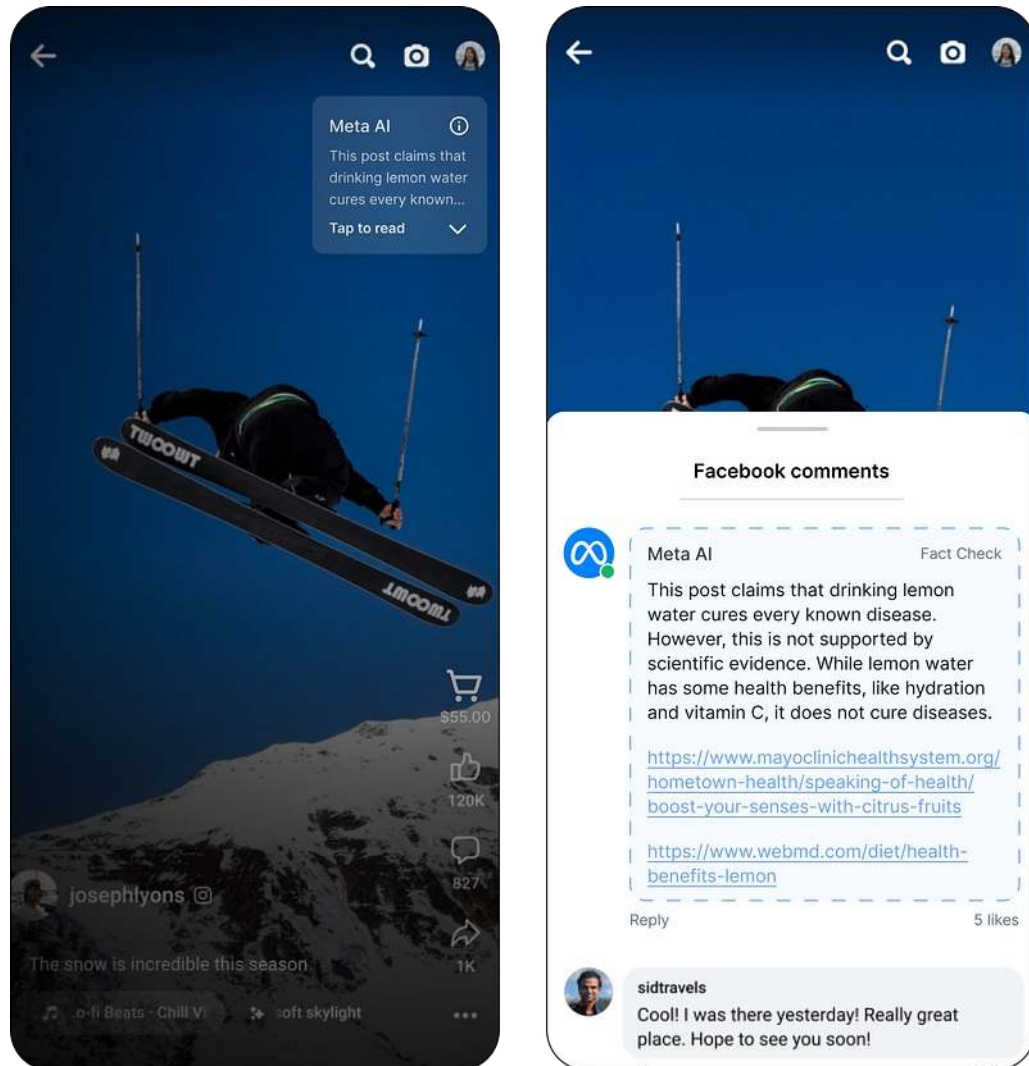 Meta AI
This post claims that
drinking lemon water
cures every known...
Tap to read
TWOOWT
TWOOWT
$55.00
120K
827
josephlyons
1K
The snow is incredible this season
o-fi Beats - Chill V
soft skylight
Facebook comments
Meta AI
Fact Check
This post claims that drinking lemon
water cures every known disease.
However, this is not supported by
scientific evidence. While lemon water
has some health benefits, like hydration
and vitamin C, it does not cure diseases.
https://www.mayoclinichealthsystem.org/
hometown-health/speaking-of-health/
boost-your-senses-with-citrus-fruits
https://www.webmd.com/diet/health-
benefits-lemon
Reply
5 likes
sidtravels
Cool! I was there yesterday! Really great
place. Hope to see you soon!